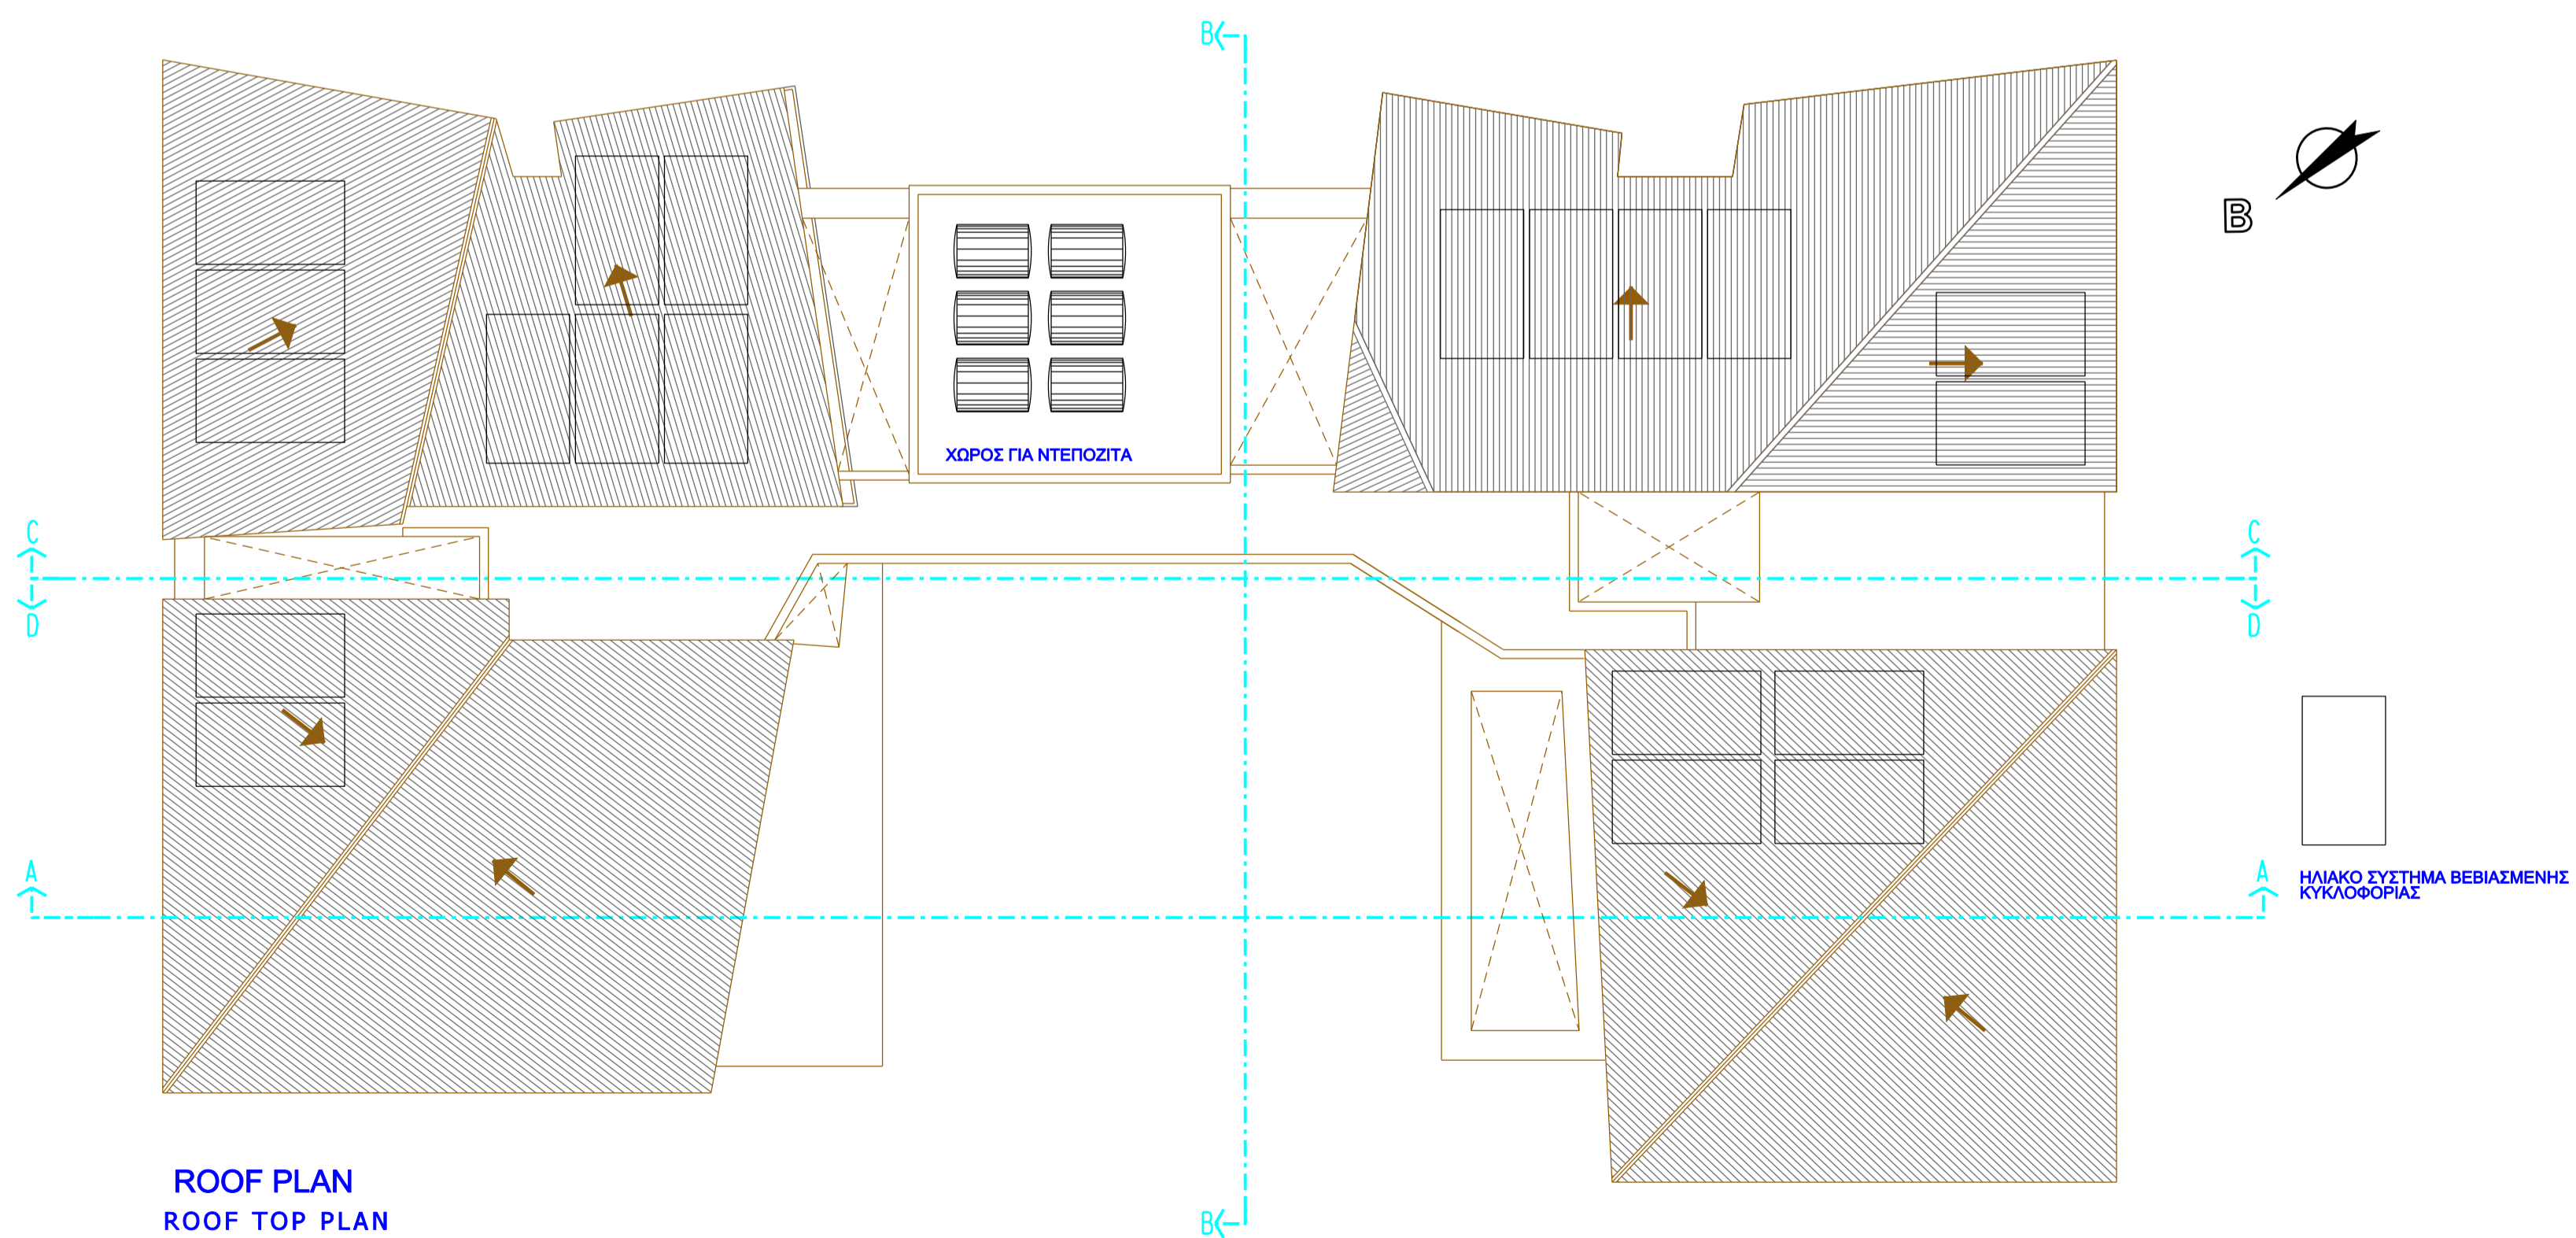 B
B
ΧΩΡΟΣ ΓΙΑ ΝΤΕΠΟΖΙΤΑ
C
C
D
D
A
A
ΗΛΙΑΚΟ ΣΥΣΤΗΜΑ ΒΕΒΙΑΣΜΕΝΗΣ
ΚΥΚΛΟΦΟΡΙΑΣ
ROOF PLAN
ROOF TOP PLAN
B